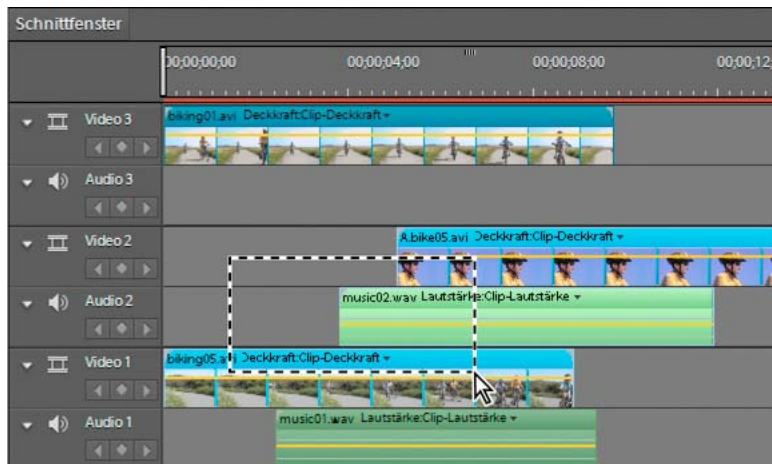 Schnittfenster
00;00;00;00 00;00;04;00 00;00;08;00 00;00;12;
Video 3 biking01.avi Deckkraft:Clip-Deckkraft
Audio 3
Video 2 A.bike05.avi Deckkraft:Clip-Deckkraft
Audio 2 music02.wav Lautstärke:Clip-Lautstärke
Video 1 biking05.avi Deckkraft:Clip-Deckkraft
Audio 1 music01.wav Lautstärke:Clip-Lautstärke